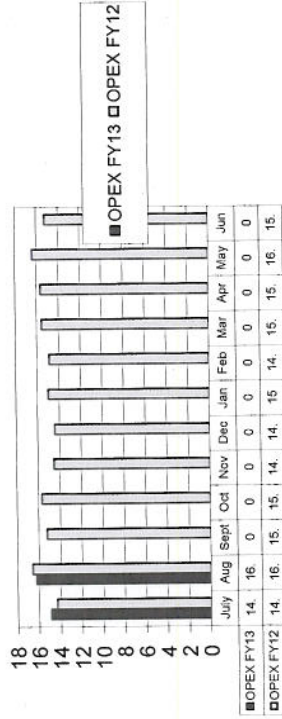 18
16
14
12
10
8
6
4
2
0
July Aug Sept Oct Nov Dec Jan Feb Mar Apr May Jun
OPEX FY13 14. 16. 0 0 0 0 0 0 0 0 0 0
OPEX FY12 14. 16. 15. 15. 14. 14. 15 14. 15. 15. 16. 15.
OPEX FY13 OPEX FY12